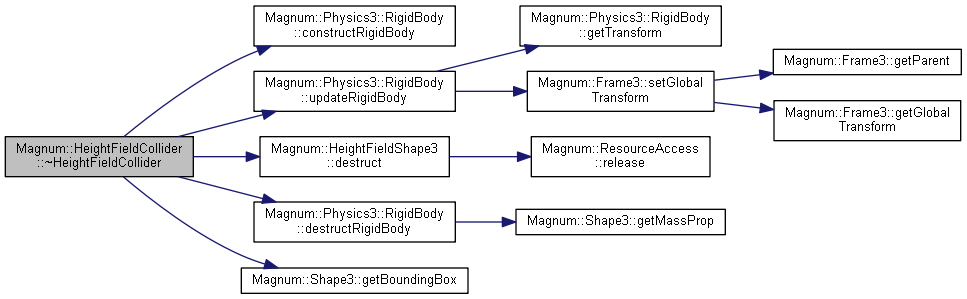 Magnum::HeightFieldCollider
::~HeightFieldCollider
Magnum::Physics3::RigidBody
::constructRigidBody
Magnum::Physics3::RigidBody
::updateRigidBody
Magnum::HeightFieldShape3
::destruct
Magnum::Physics3::RigidBody
::destructRigidBody
Magnum::Shape3::getBoundingBox
Magnum::Physics3::RigidBody
::getTransform
Magnum::Frame3::setGlobal
Transform
Magnum::ResourceAccess
::release
Magnum::Shape3::getMassProp
Magnum::Frame3::getParent
Magnum::Frame3::getGlobal
Transform